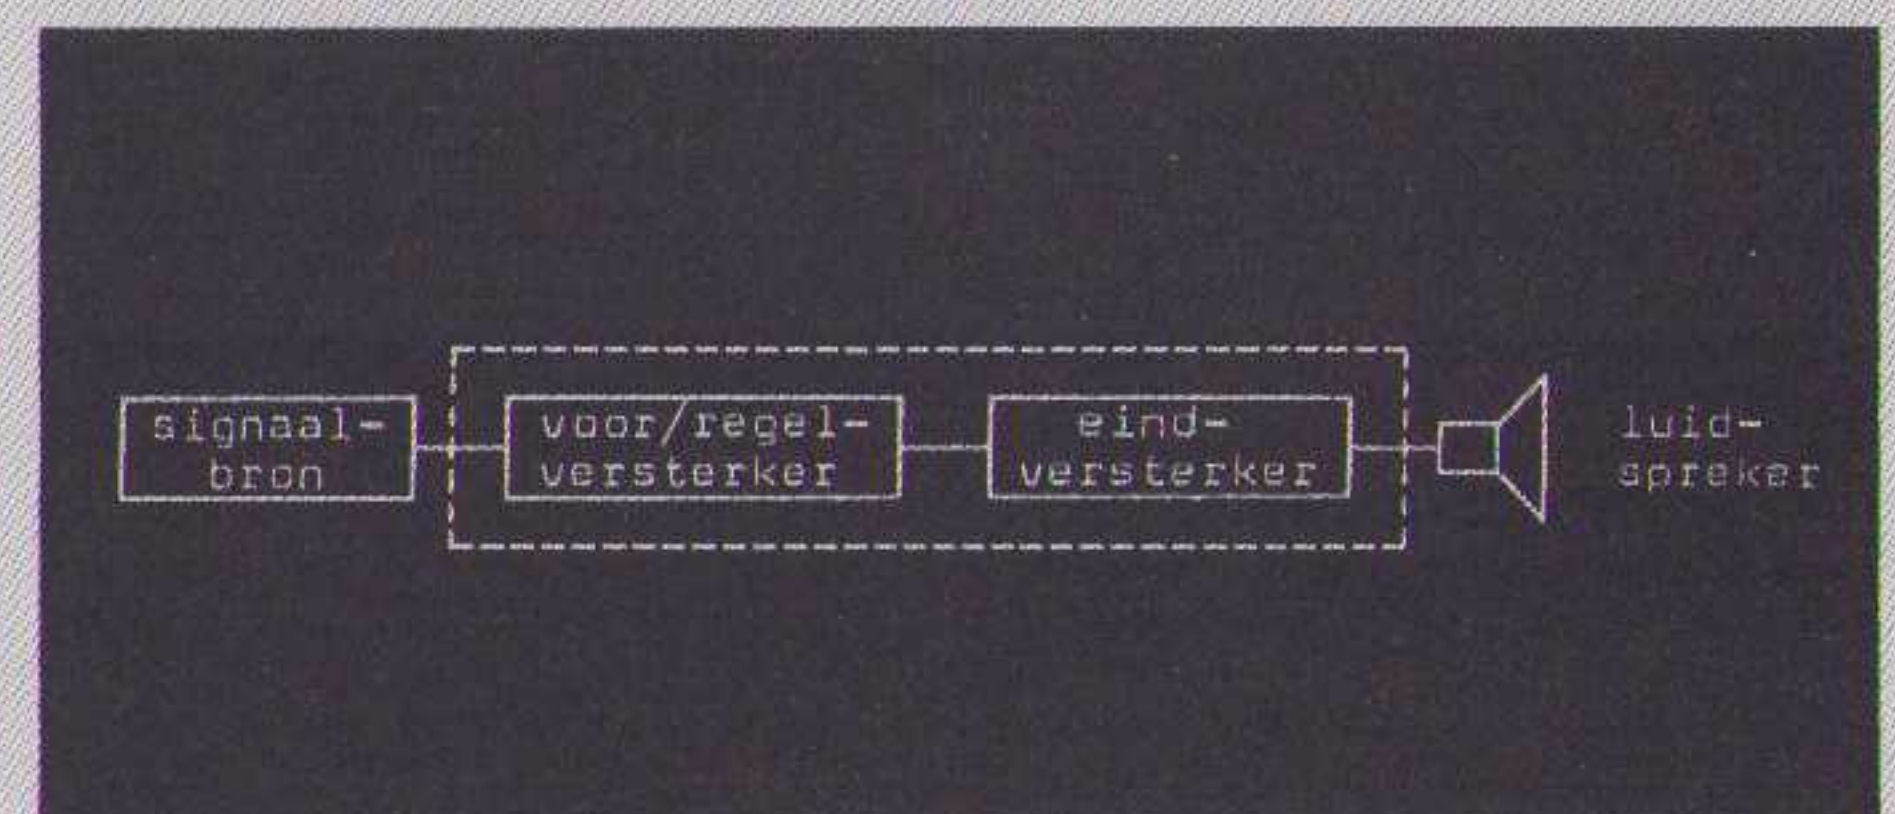 signaal-
bron
voor/regel-
versterker
eind-
versterker
luid-
spreker